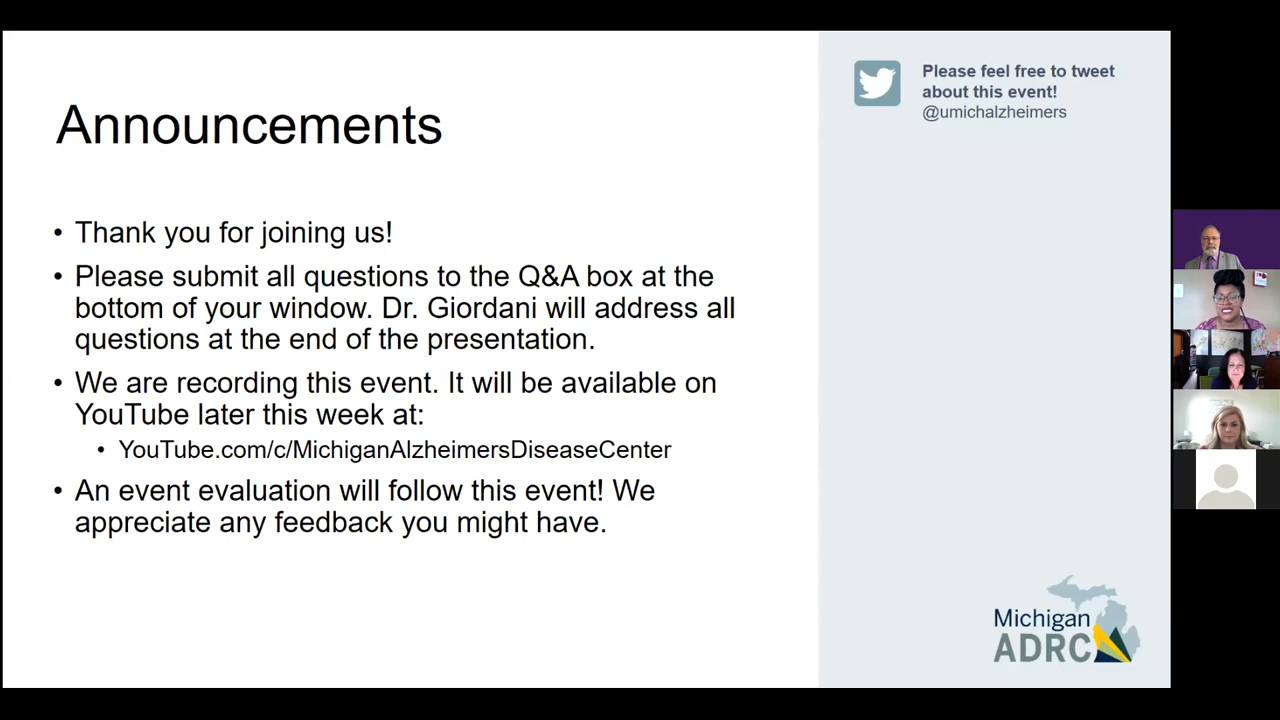 Announcements
• Thank you for joining us!
• Please submit all questions to the Q&A box at the
bottom of your window. Dr. Giordani will address all
questions at the end of the presentation.
• We are recording this event. It will be available on
YouTube later this week at:
• YouTube.com/c/MichiganAlzheimersDiseaseCenter
• An event evaluation will follow this event! We
appreciate any feedback you might have.
Please feel free to tweet
about this event!
@umichalzheimers
Michigan
ADRC